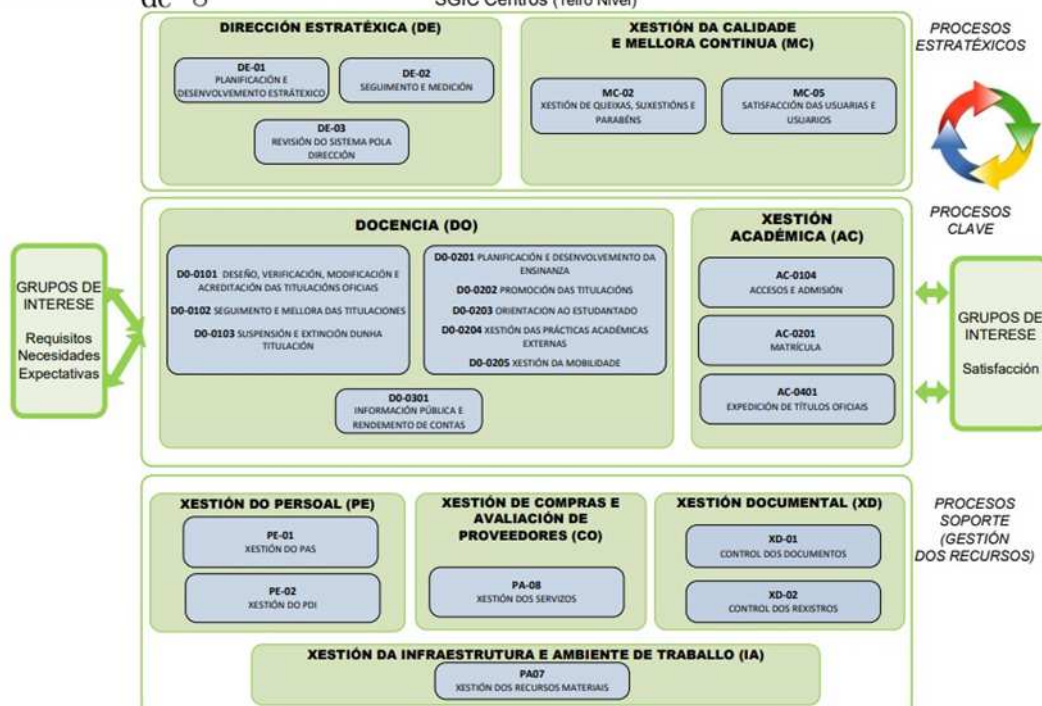 SGIC Centros (Teiro Nivel)
DIRECCIÓN ESTRATÉXICA (DE)
DE-01
PLANIFICACIÓN E
DESENVOLVEMENTO ESTRÁTEXICO
DE-02
SEGUIMENTO E MEDICIÓN
DE-03
REVISIÓN DO SISTEMA POLA
DIRECCIÓN
XESTIÓN DA CALIDADE
E MELLORA CONTINUA (MC)
MC-02
XESTIÓN DE QUEIXAS, SUXESTIÓNS E
PARABÉNS
MC-05
SATISFACCIÓN DAS USUARIAS E
USUARIOS
PROCESOS
ESTRATÉXICOS
GRUPOS DE
INTERESE
Requisitos
Necesidades
Expectativas
DOCENCIA (DO)
D0-0101 DESEÑO, VERIFICACIÓN, MODIFICACIÓN E
ACREDITACIÓN DAS TITULACIÓNS OFICIAIS
D0-0102 SEGUIMENTO E MELLORA DAS TITULACIONES
D0-0103 SUSPENSIÓN E EXTINCIÓN DUNHA
TITULACIÓN
D0-0201 PLANIFICACIÓN E DESENVOLVEMENTO DA
ENSINANZA
D0-0202 PROMOCIÓN DAS TITULACIÓNS
D0-0203 ORIENTACION AO ESTUDANTADO
D0-0204 XESTIÓN DAS PRÁCTICAS ACADÉMICAS
EXTERNAS
D0-0205 XESTIÓN DA MOBILIDADE
D0-0301
INFORMACIÓN PÚBLICA E
RENDEMENTO DE CONTAS
XESTIÓN
ACADÉMICA (AC)
AC-0104
ACCESOS E ADMISIÓN
AC-0201
MATRÍCULA
AC-0401
EXPEDICIÓN DE TÍTULOS OFICIAIS
PROCESOS
CLAVE
GRUPOS DE
INTERESE
Satisfacción
XESTIÓN DO PERSOAL (PE)
PE-01
XESTIÓN DO PAS
PE-02
XESTIÓN DO PDI
XESTIÓN DE COMPRAS E
AVALIACIÓN DE
PROVEEDORES (CO)
PA-08
XESTIÓN DOS SERVIZOS
XESTIÓN DOCUMENTAL (XD)
XD-01
CONTROL DOS DOCUMENTOS
XD-02
CONTROL DOS REXISTROS
PROCESOS
SOPORTE
(GESTIÓN
DOS RECURSOS)
XESTIÓN DA INFRAESTRUTURA E AMBIENTE DE TRABALLO (IA)
PA07
XESTIÓN DOS RECURSOS MATERIAIS